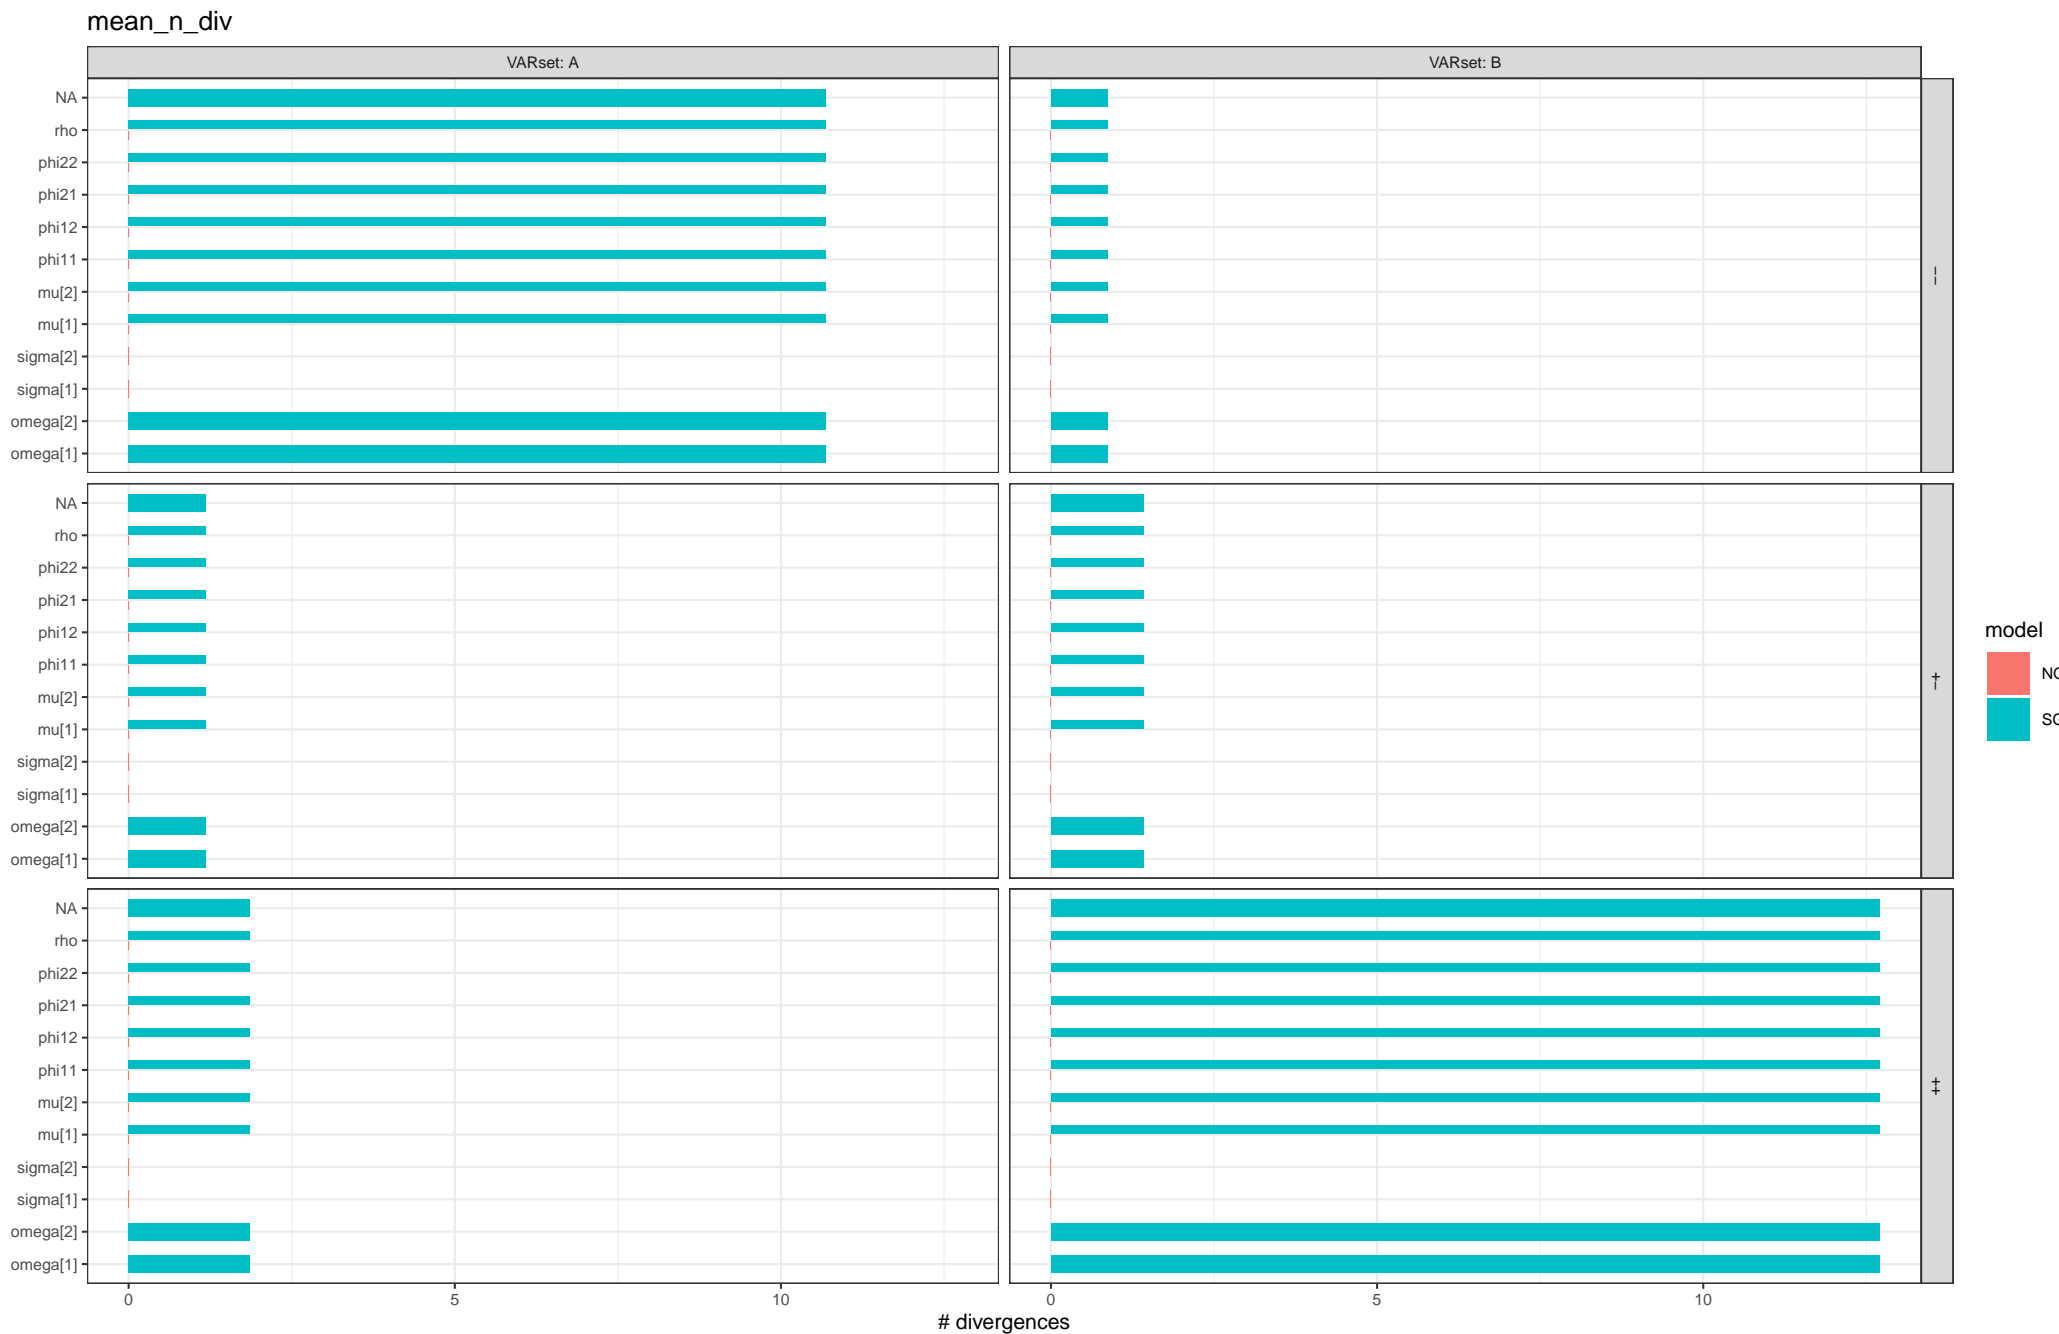 mean_n_div
VARset: A
VARset: B
NA
rho
phi22
phi21
phi12
phi11
mu[2]
mu[1]
sigma[2]
sigma[1]
omega[2]
omega[1]
--
NA
rho
phi22
phi21
phi12
phi11
mu[2]
mu[1]
sigma[2]
sigma[1]
omega[2]
omega[1]
-+
NA
rho
phi22
phi21
phi12
phi11
mu[2]
mu[1]
sigma[2]
sigma[1]
omega[2]
omega[1]
++
0 5 10
0 5 10
# divergences
model